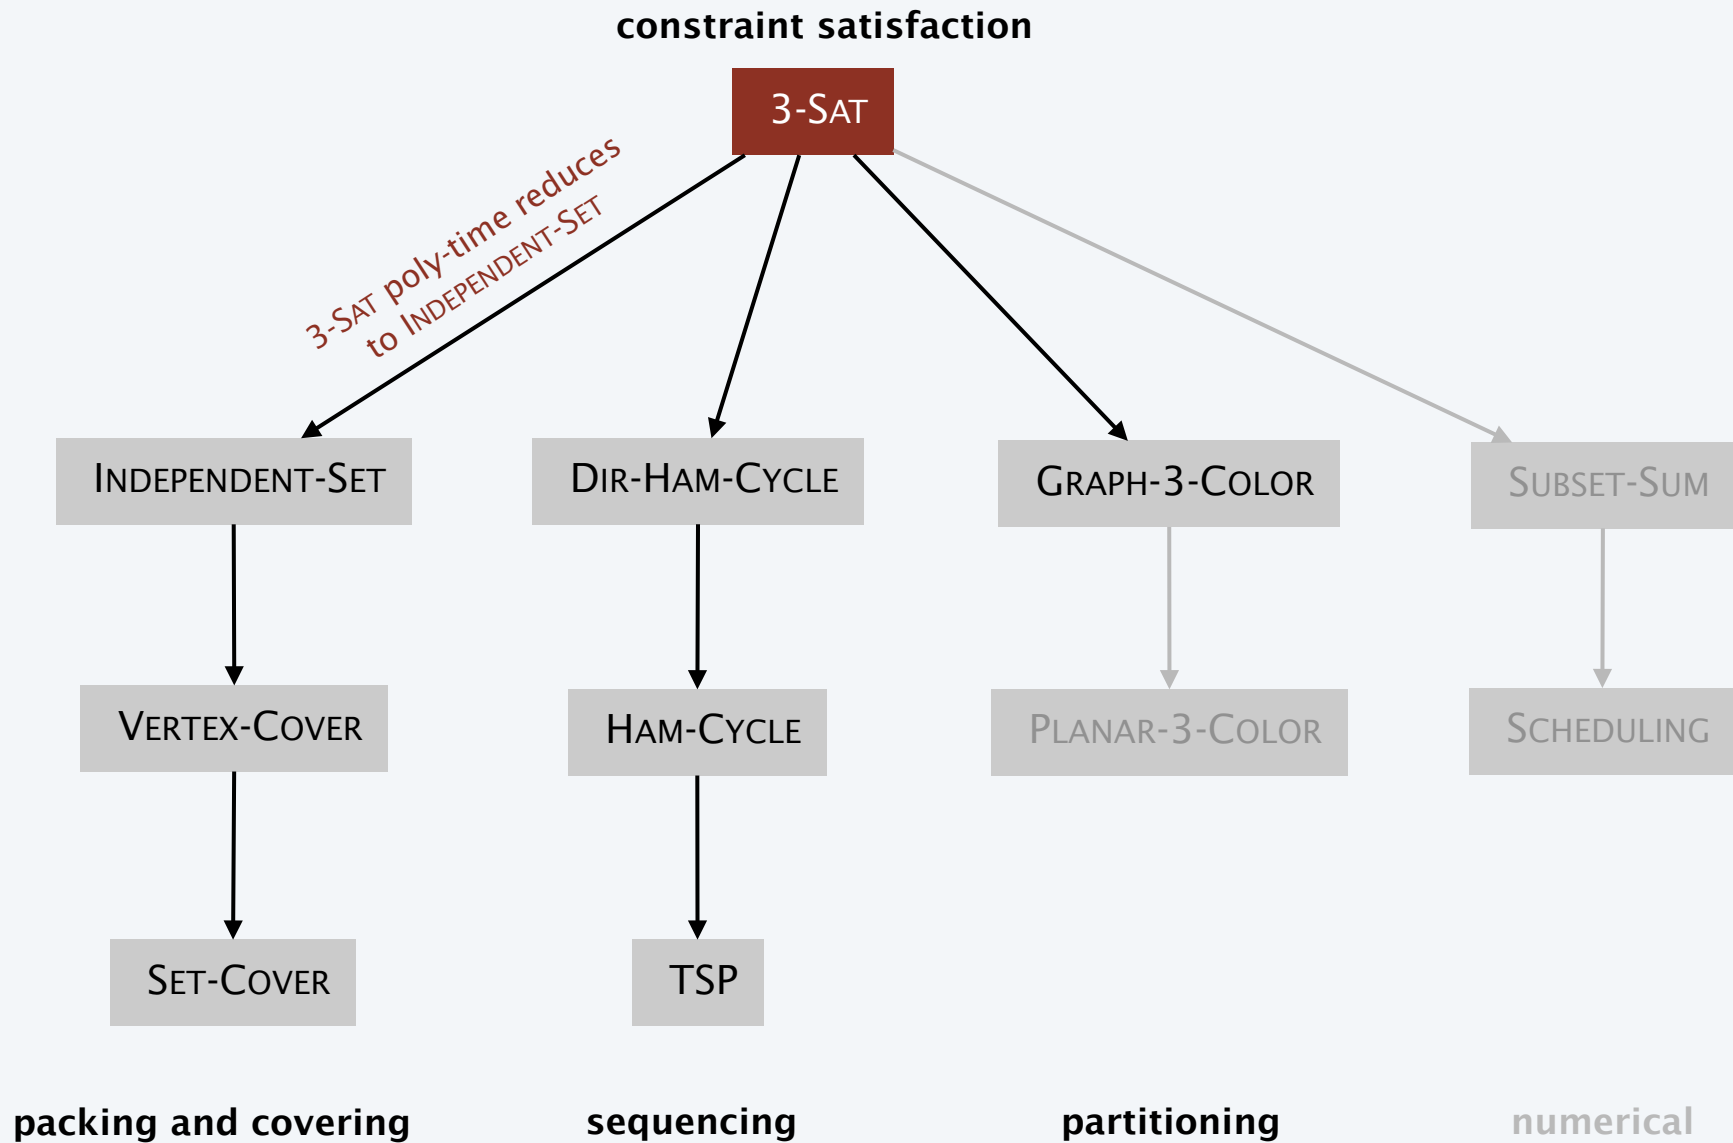 constraint satisfaction
3-SAT
3-SAT poly-time reduces
to INDEPENDENT-SET
INDEPENDENT-SET
DIR-HAM-CYCLE
GRAPH-3-COLOR
SUBSET-SUM
VERTEX-COVER
HAM-CYCLE
PLANAR-3-COLOR
SCHEDULING
SET-COVER
TSP
packing and covering
sequencing
partitioning
numerical